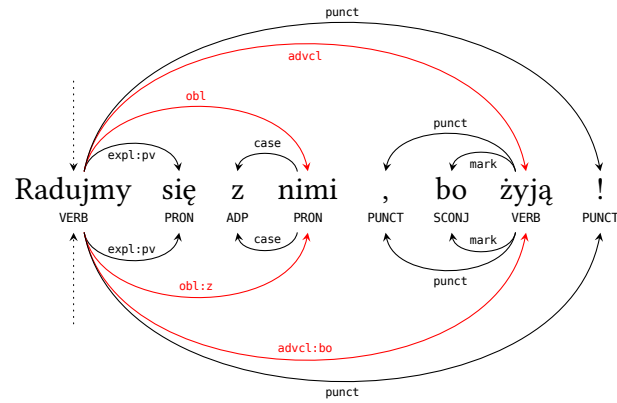 punct
advcl
obl
punct
expl:pv case mark
Radujmy się z nimi , bo żyją !
VERB PRON ADP PRON PUNCT SCONJ VERB PUNCT
expl:pv case mark
punct
obl:z
advcl:bo
punct